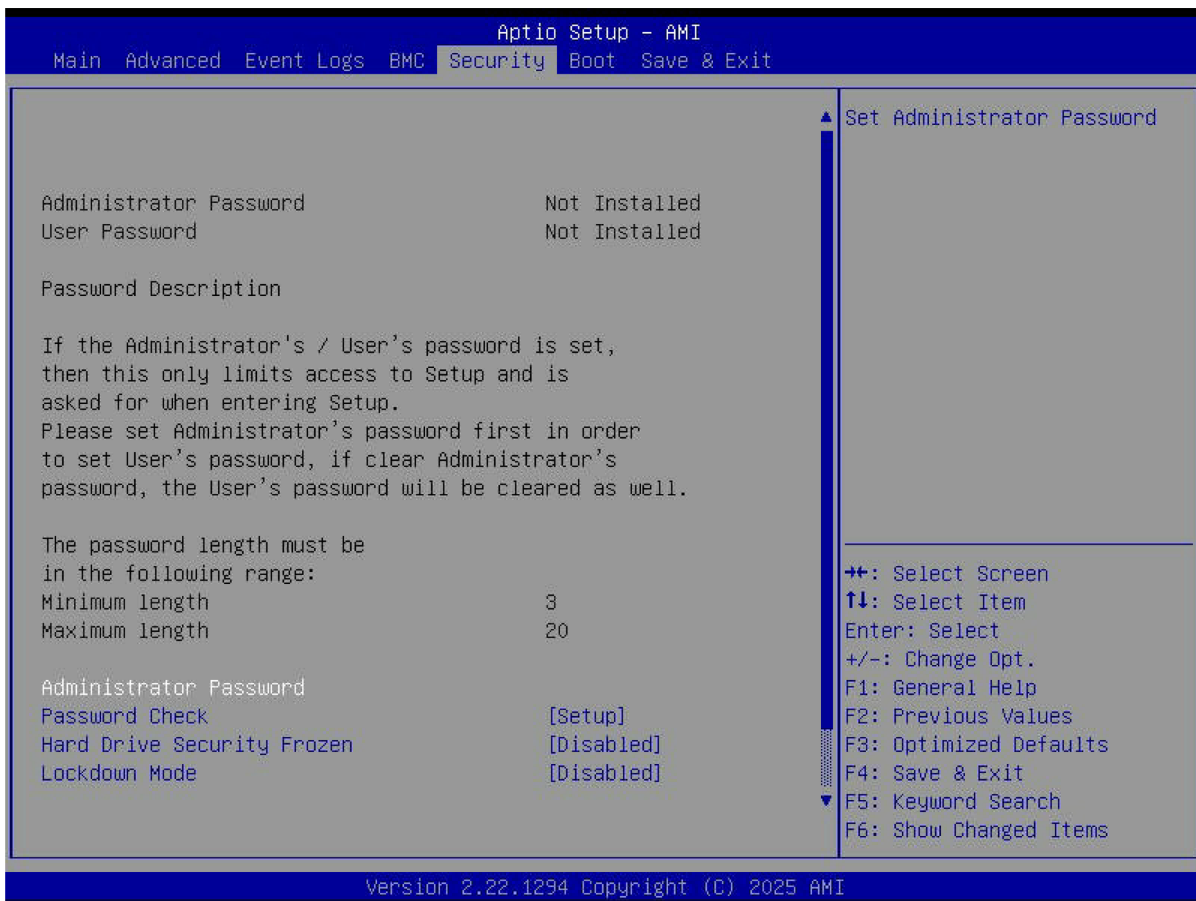 Aptio Setup – AMI
Main Advanced Event Logs BMC Security Boot Save & Exit
Set Administrator Password
Administrator Password Not Installed
User Password Not Installed
Password Description
If the Administrator's / User's password is set,
then this only limits access to Setup and is
asked for when entering Setup.
Please set Administrator's password first in order
to set User's password, if clear Administrator's
password, the User's password will be cleared as well.
The password length must be
in the following range:
Minimum length 3
Maximum length 20
Administrator Password
Password Check [Setup]
Hard Drive Security Frozen [Disabled]
Lockdown Mode [Disabled]
→←: Select Screen
↑↓: Select Item
Enter: Select
+/-: Change Opt.
F1: General Help
F2: Previous Values
F3: Optimized Defaults
F4: Save & Exit
F5: Keyword Search
F6: Show Changed Items
Version 2.22.1294 Copyright (C) 2025 AMI